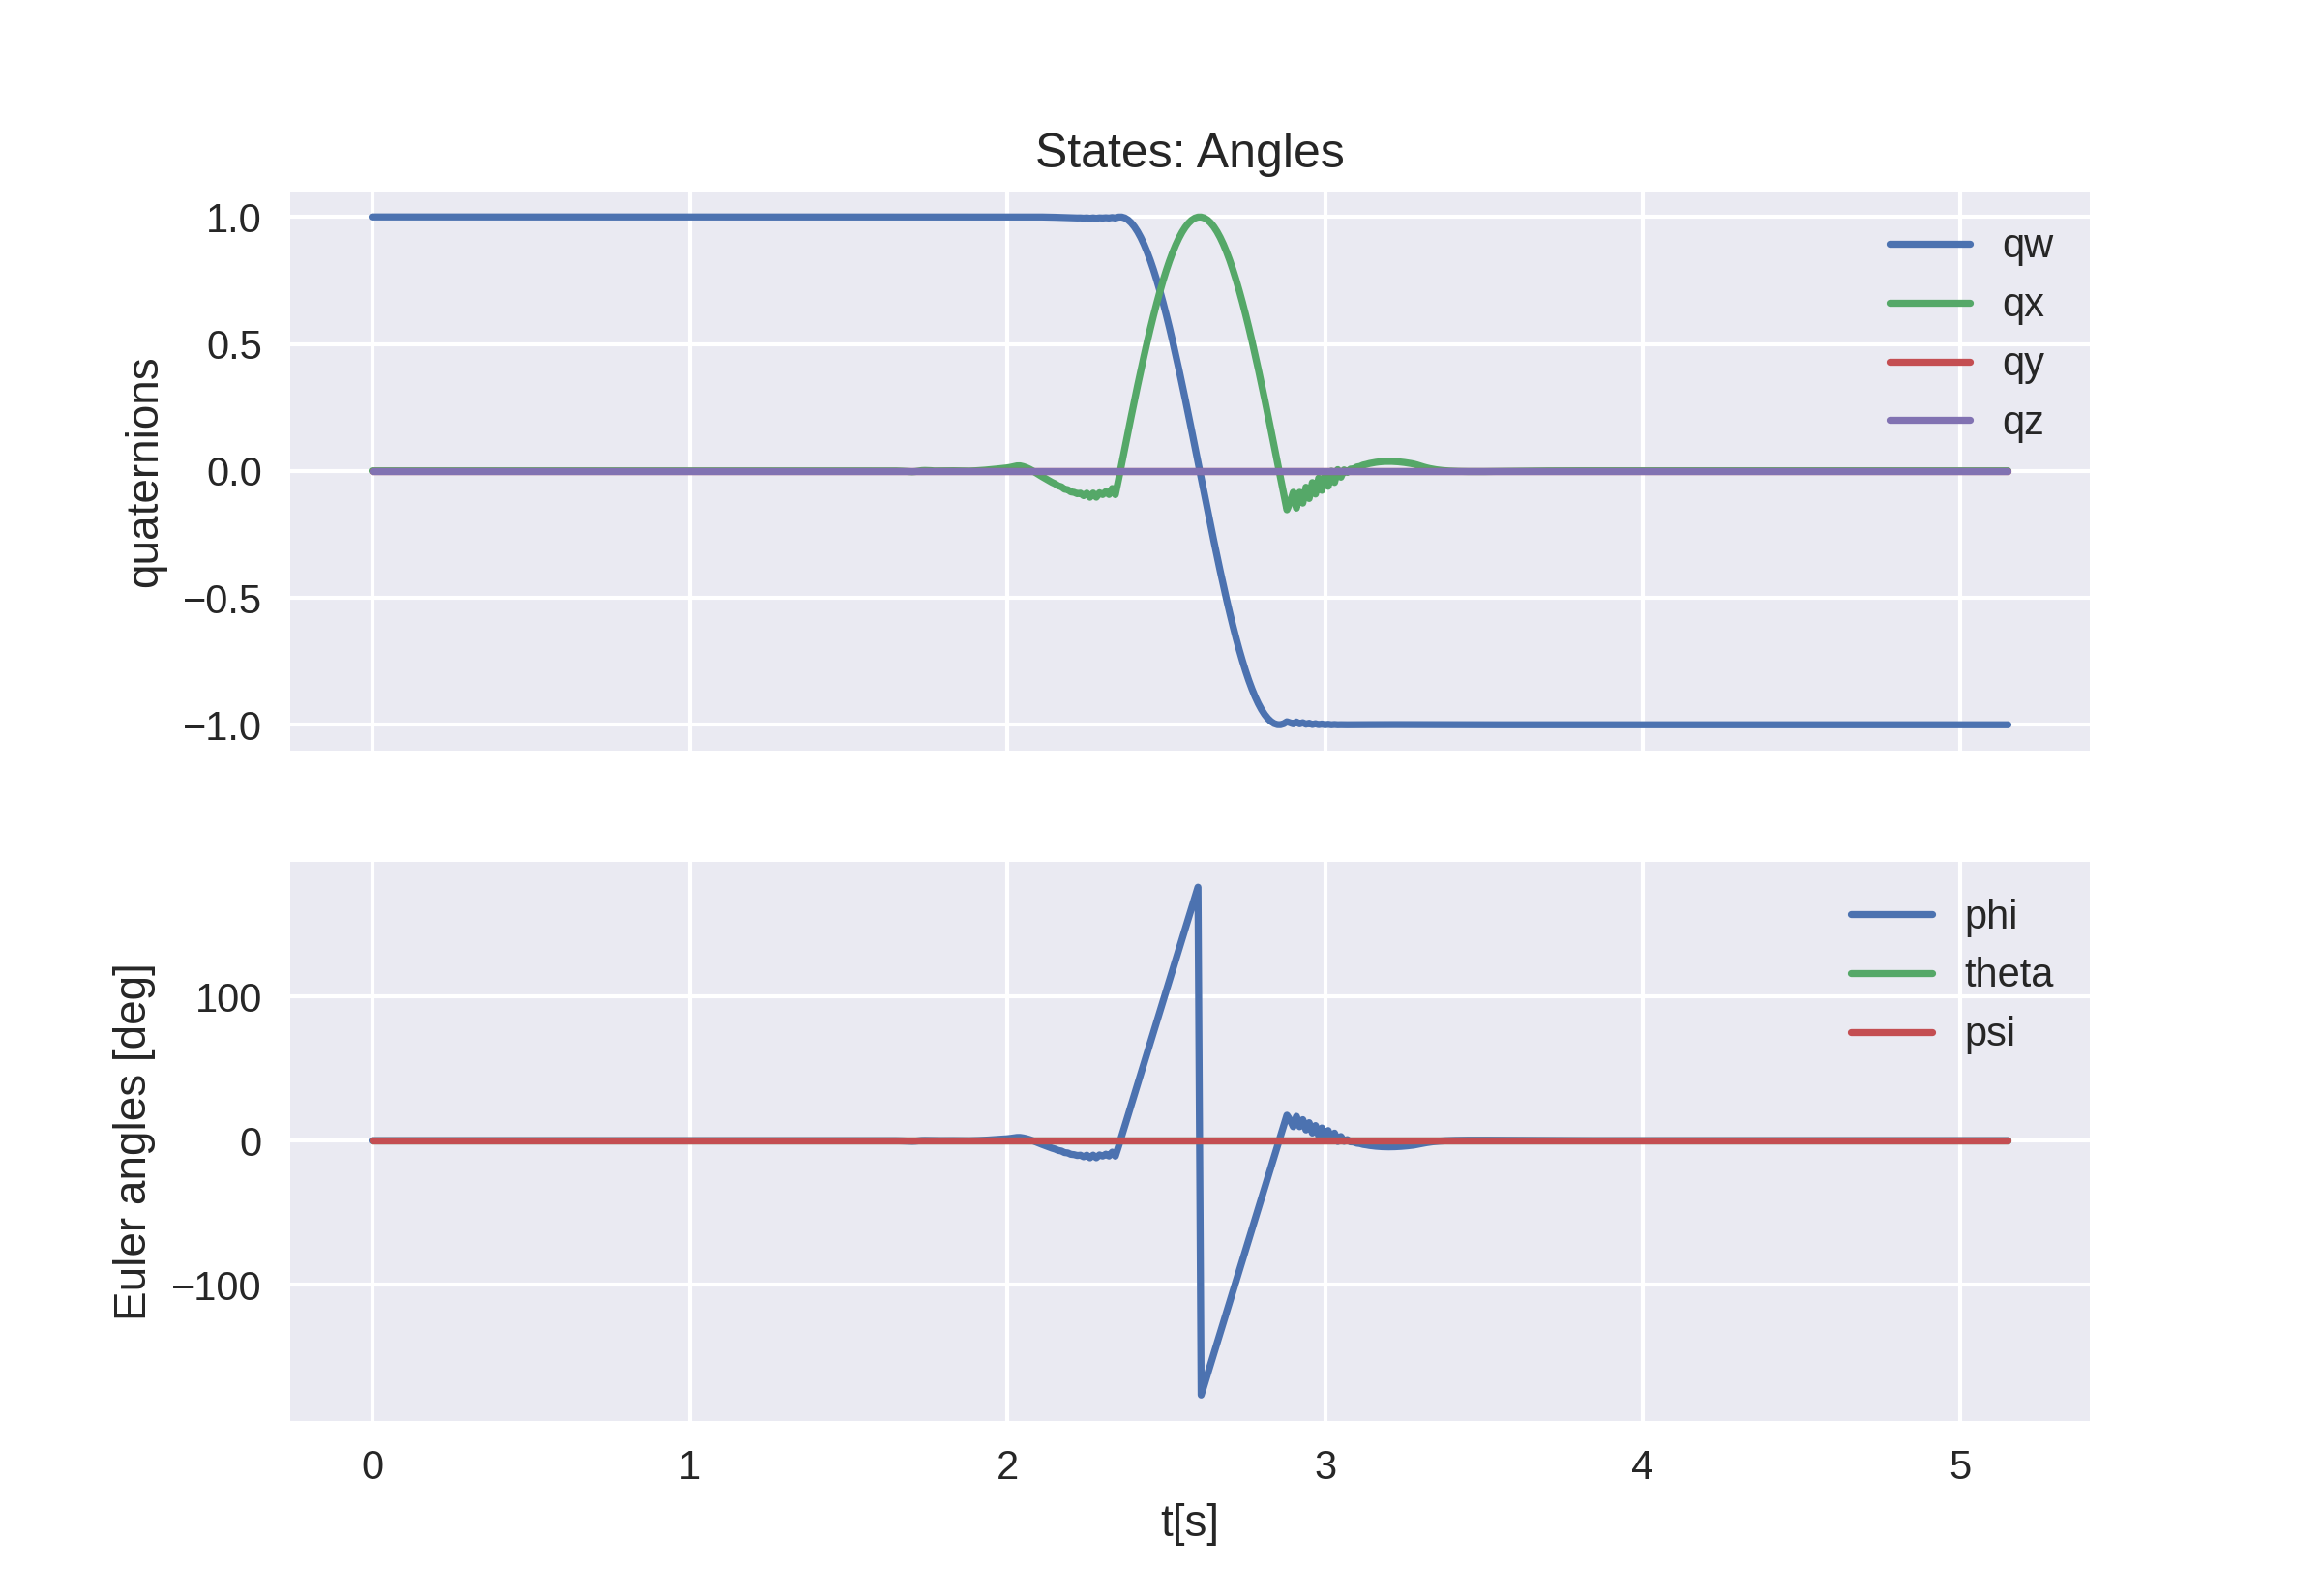 States: Angles
1.0
0.5
0.0
−0.5
−1.0
quaternions
qw
qx
qy
qz
100
0
−100
Euler angles [deg]
phi
theta
psi
0 1 2 3 4 5
t[s]